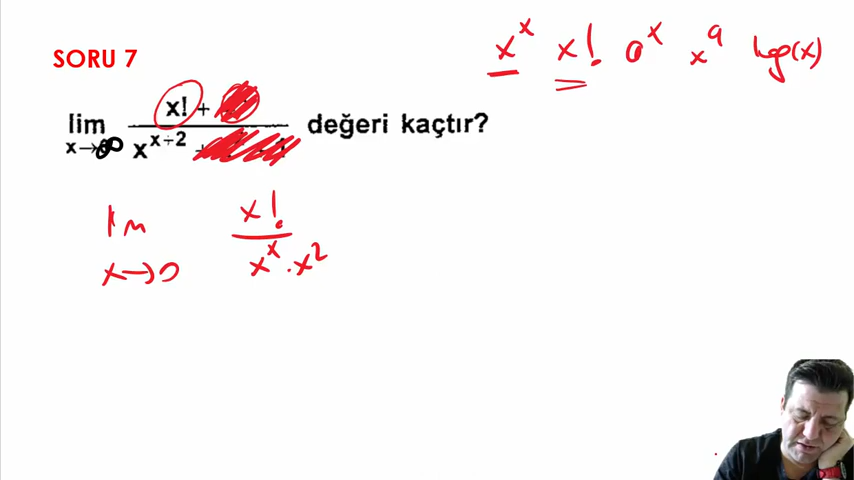 SORU 7
x^x x! a^x x^a log(x)
lim x→∞ x! + / x^{x+2} + değeri kaçtır?
lim x! / x^x . x^2
x→∞